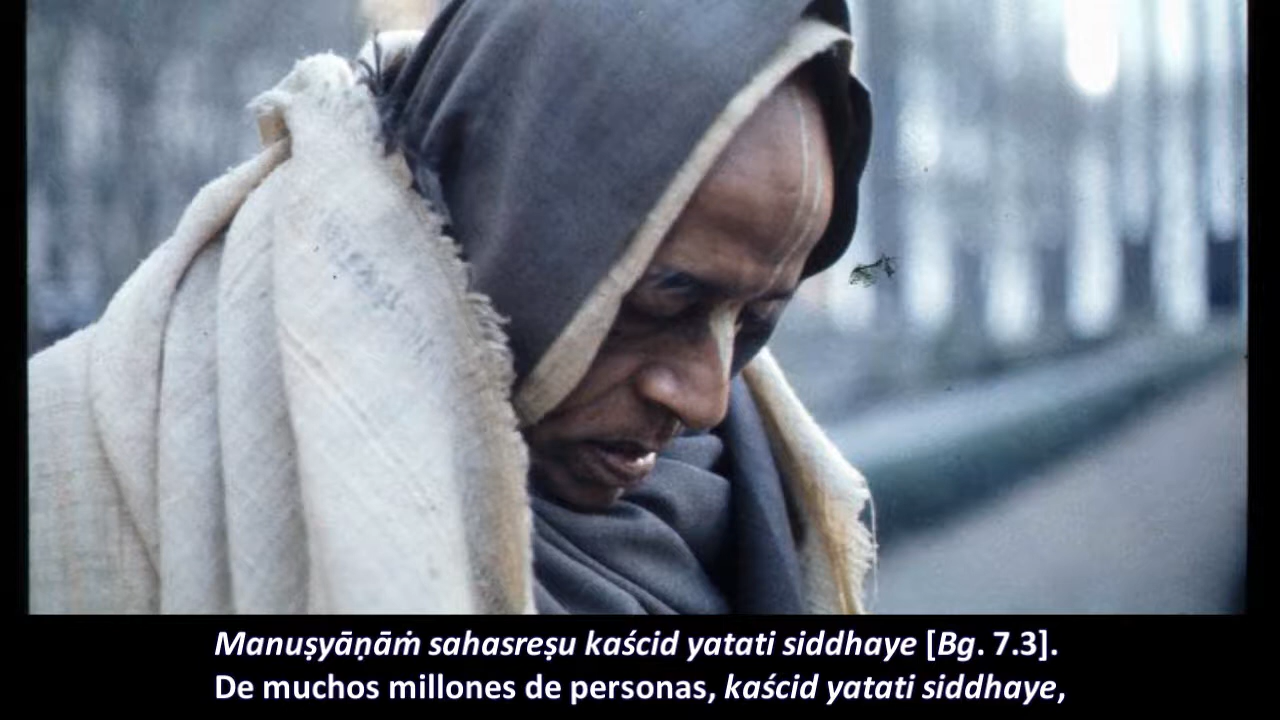 Manuṣyāṇāṁ sahasreṣu kaścid yatati siddhaye [Bg. 7.3].
De muchos millones de personas, kaścid yatati siddhaye,